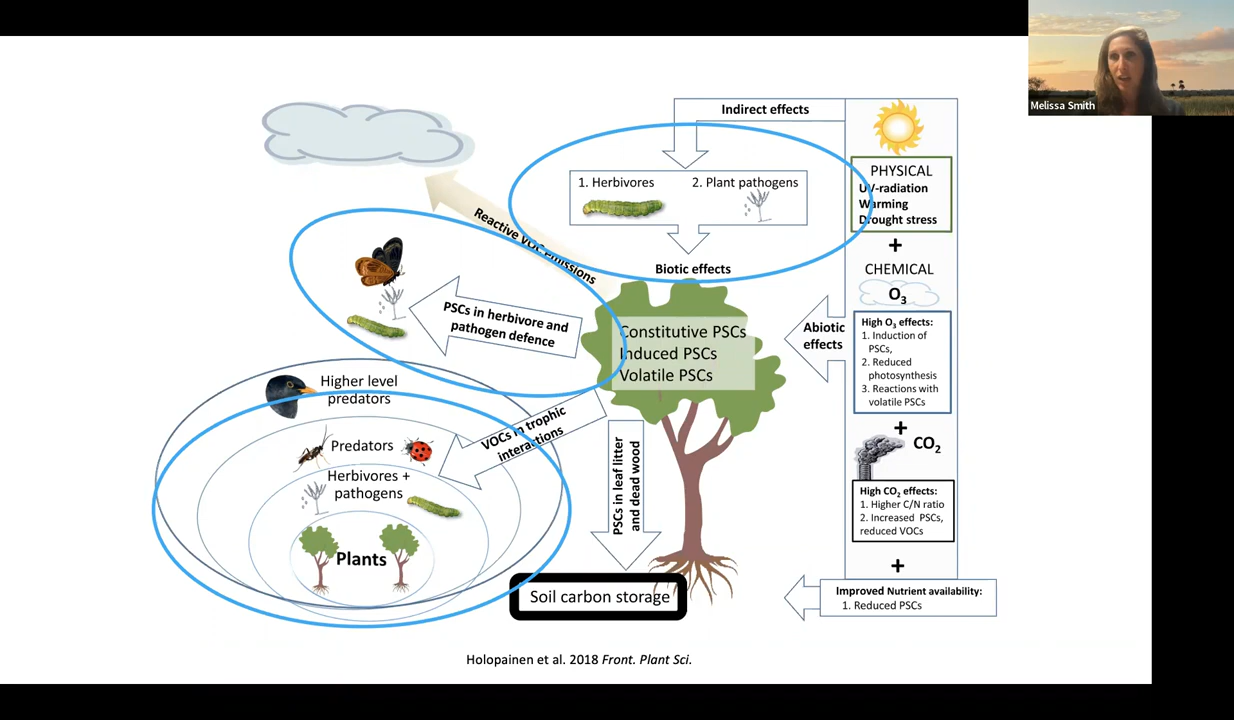 Melissa Smith
Indirect effects
1. Herbivores
2. Plant pathogens
Biotic effects
PHYSICAL
UV-radiation
Warming
Drought stress
+
CHEMICAL
O₃
High O₃ effects:
1. Induction of
PSCs,
2. Reduced
photosynthesis
3. Reactions with
volatile PSCs
+
CO₂
High CO₂ effects:
1. Higher C/N ratio
2. Increased PSCs,
reduced VOCs
+
Improved Nutrient availability:
1. Reduced PSCs
Abiotic
effects
Reactive VOC emissions
PSCs in herbivore and
pathogen defence
Constitutive PSCs
Induced PSCs
Volatile PSCs
VOCs in trophic
interactions
Higher level
predators
Predators
Herbivores +
pathogens
Plants
PSCs in leaf litter
and dead wood
Soil carbon storage
Holopainen et al. 2018 Front. Plant Sci.